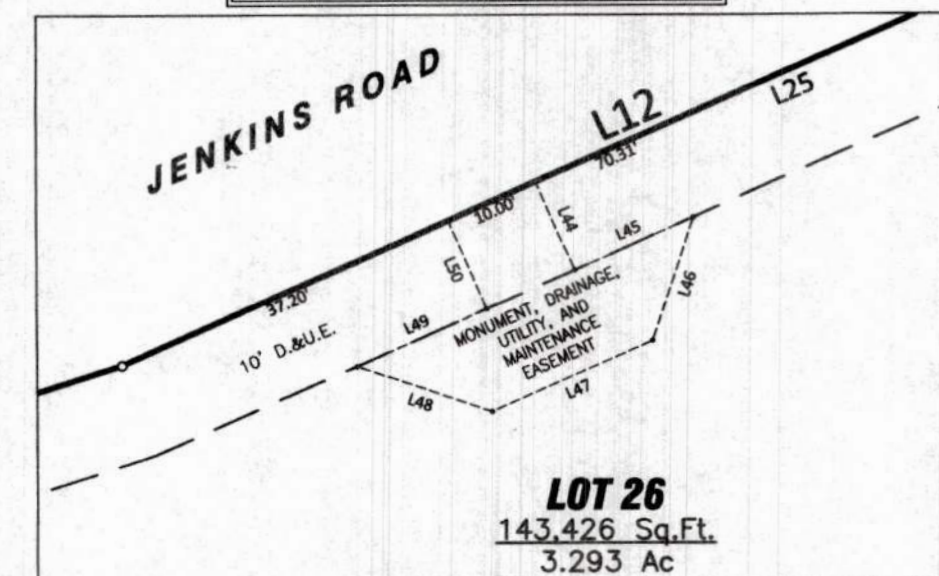 JENKINS ROAD
L12
L25
70.31'
10.00'
L44
L45
L50
L46
37.20'
10' D.&U.E.
L49
MONUMENT, DRAINAGE,
UTILITY, AND
MAINTENANCE
EASEMENT
L48
L47
LOT 26
143,426 Sq.Ft.
3.293 Ac